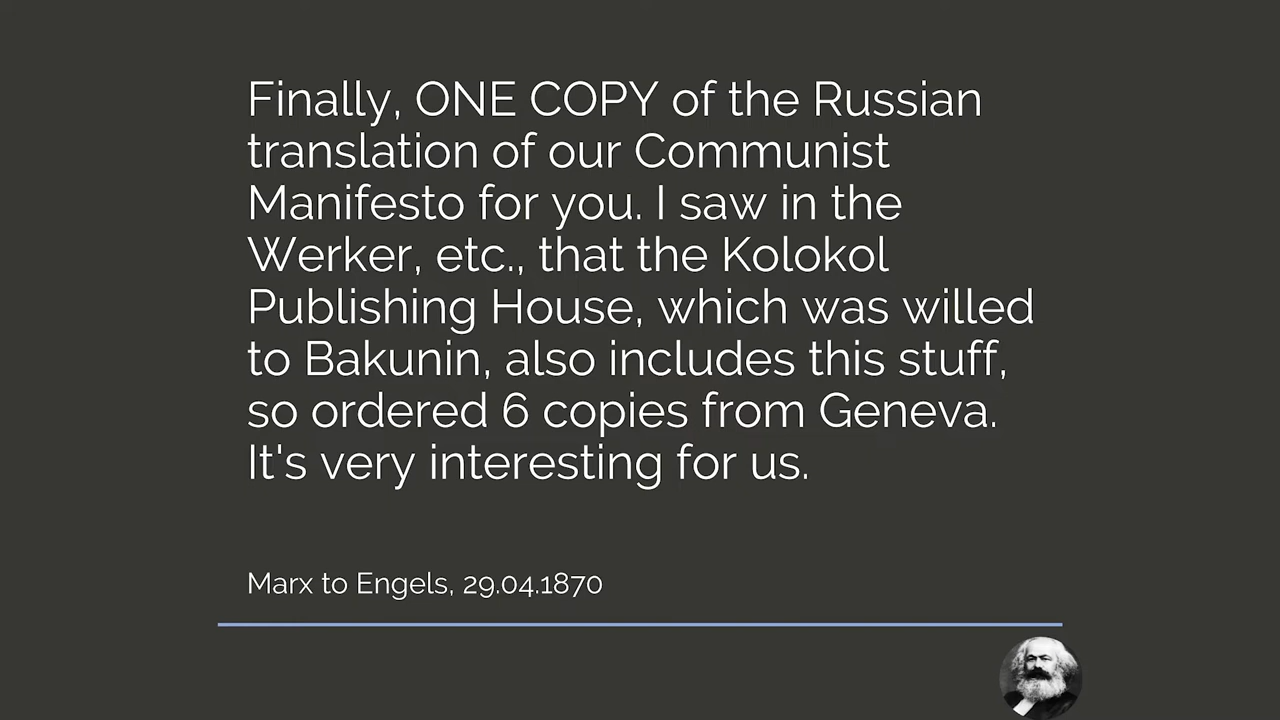 Finally, ONE COPY of the Russian
translation of our Communist
Manifesto for you. I saw in the
Werker, etc., that the Kolokol
Publishing House, which was willed
to Bakunin, also includes this stuff,
so ordered 6 copies from Geneva.
It's very interesting for us.
Marx to Engels, 29.04.1870